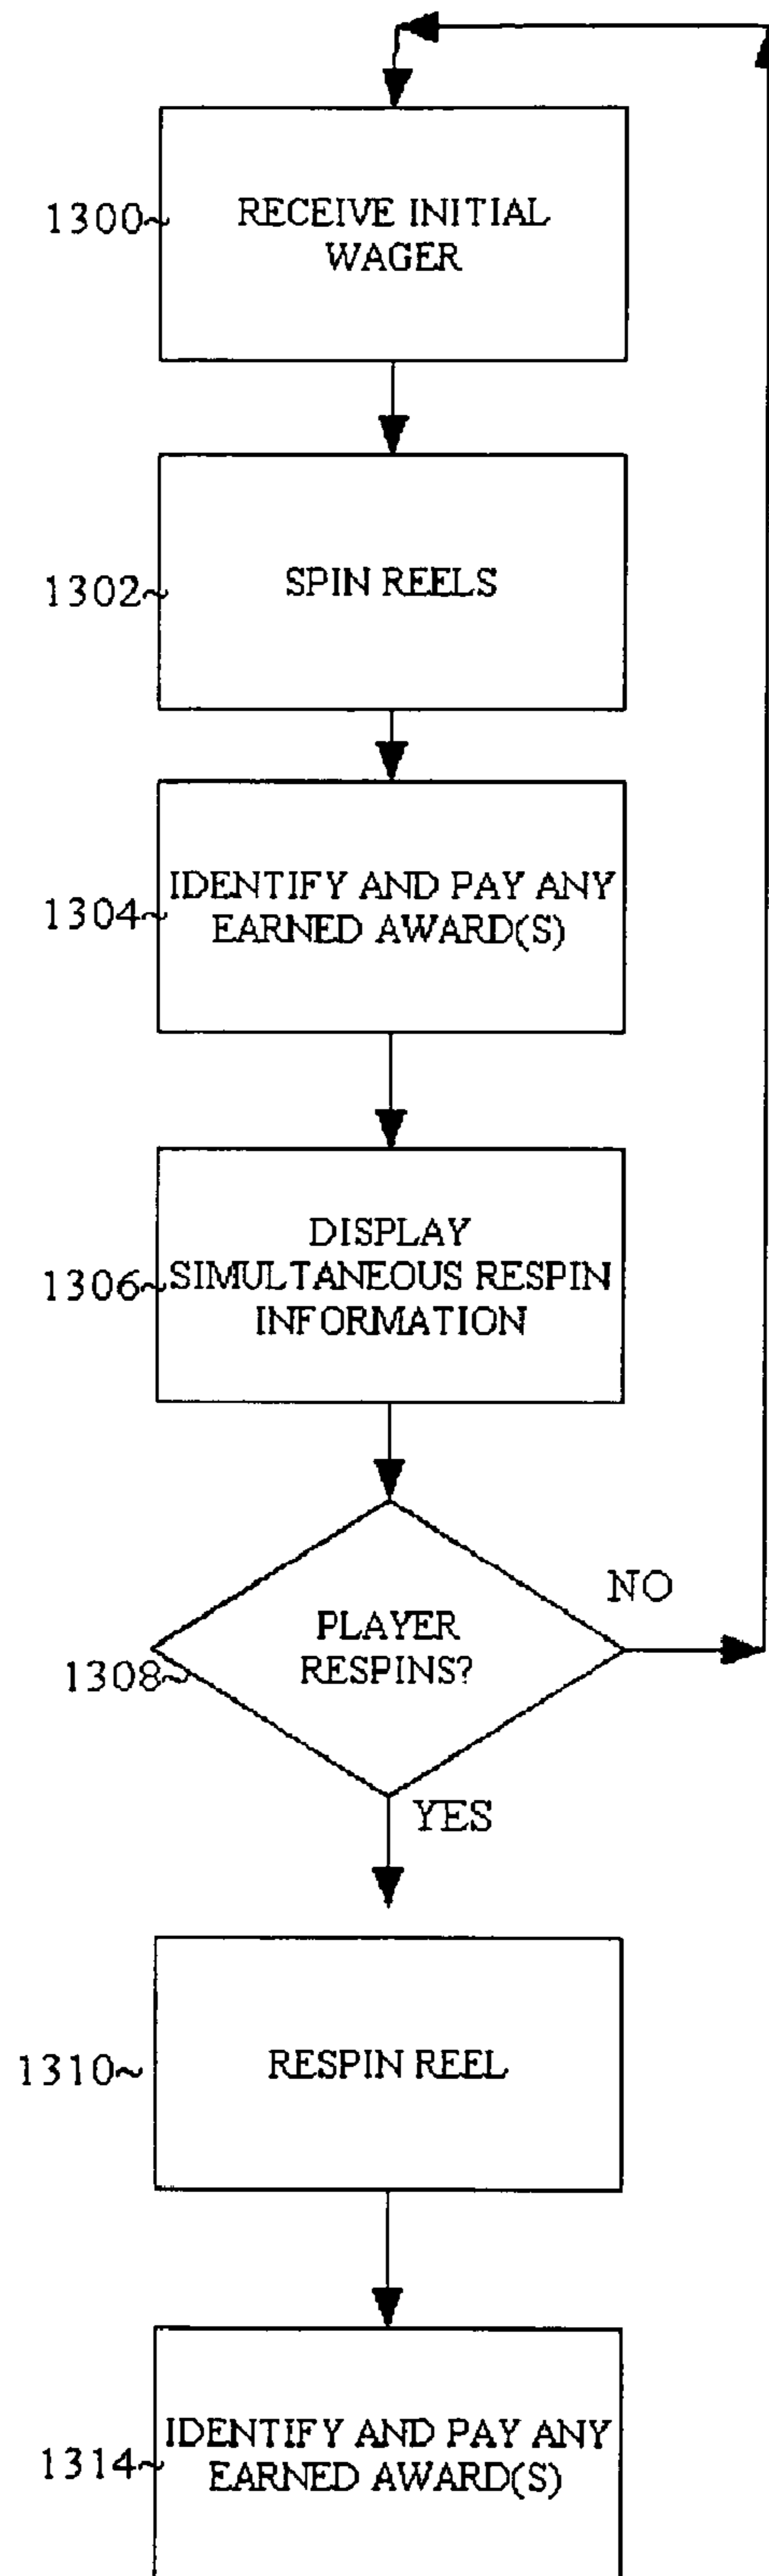 1300~
RECEIVE INITIAL
WAGER
1302~
SPIN REELS
1304~
IDENTIFY AND PAY ANY
EARNED AWARD(S)
1306~
DISPLAY
SIMULTANEOUS RESPIN
INFORMATION
NO
PLAYER
RESPINS?
1308~
YES
1310~
RESPIN REEL
1314~
IDENTIFY AND PAY ANY
EARNED AWARD(S)